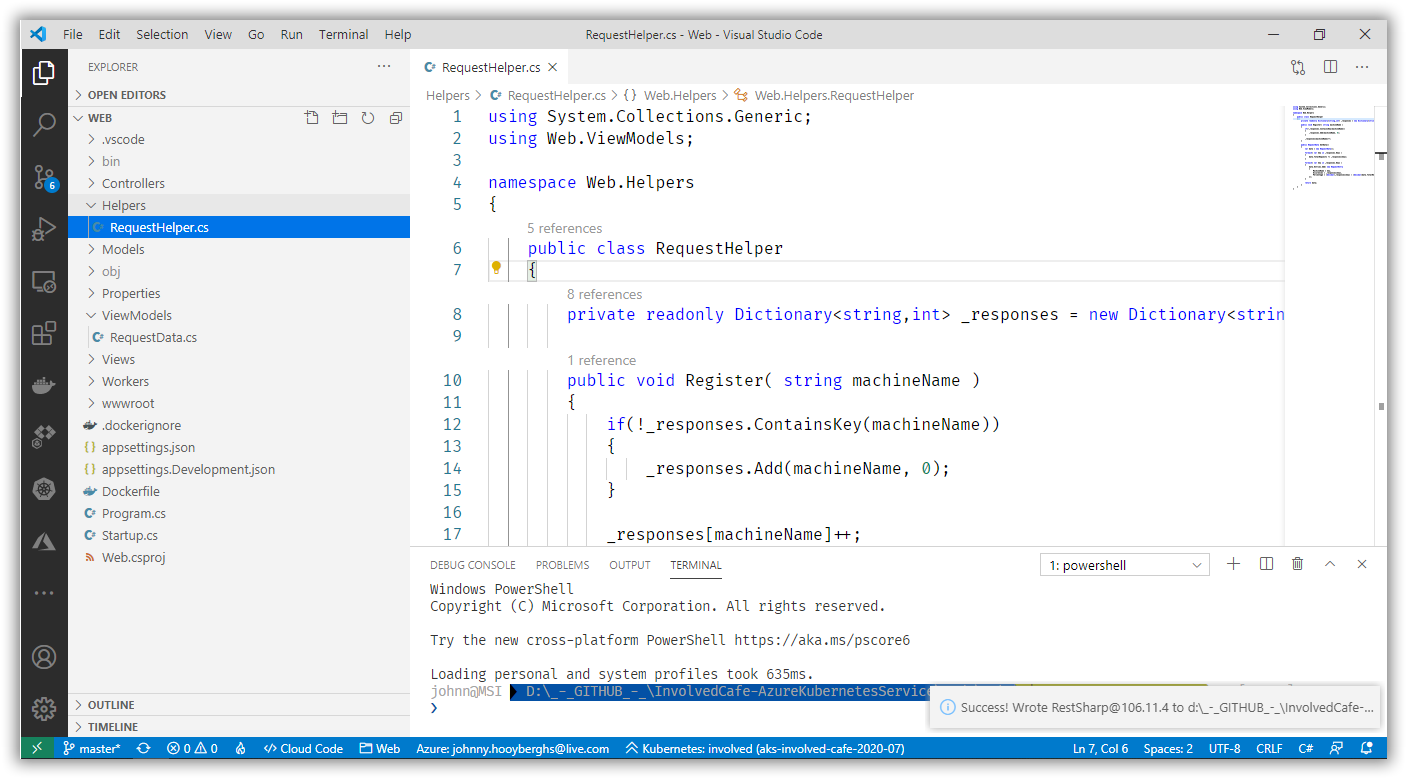 File Edit Selection View Go Run Terminal Help
RequestHelper.cs - Web - Visual Studio Code
EXPLORER
OPEN EDITORS
WEB
.vscode
bin
Controllers
Helpers
RequestHelper.cs
Models
obj
Properties
ViewModels
RequestData.cs
Views
Workers
wwwroot
.dockerignore
appsettings.json
appsettings.Development.json
Dockerfile
Program.cs
Startup.cs
Web.csproj
OUTLINE
TIMELINE
6
RequestHelper.cs
Helpers > RequestHelper.cs > {} Web.Helpers > Web.Helpers.RequestHelper
1 using System.Collections.Generic;
2 using Web.ViewModels;
3
4 namespace Web.Helpers
5 {
5 references
6 public class RequestHelper
7 {
8 references
8 private readonly Dictionary<string,int> _responses = new Dictionary<strin
9
1 reference
10 public void Register( string machineName )
11 {
12 if(!_responses.ContainsKey(machineName))
13 {
14 _responses.Add(machineName, 0);
15 }
16
17 _responses[machineName]++;
DEBUG CONSOLE PROBLEMS OUTPUT TERMINAL
1: powershell
Windows PowerShell
Copyright (C) Microsoft Corporation. All rights reserved.
Try the new cross-platform PowerShell https://aka.ms/pscore6
Loading personal and system profiles took 635ms.
johnn@MSI D:\_-_GITHUB_-_\InvolvedCafe-AzureKubernetesService
❯
Success! Wrote RestSharp@106.11.4 to d:\_-_GITHUB_-_\InvolvedCafe-...
master* 0 0 Cloud Code Web Azure: johnny.hooyberghs@live.com Kubernetes: involved (aks-involved-cafe-2020-07) Ln 7, Col 6 Spaces: 2 UTF-8 CRLF C#